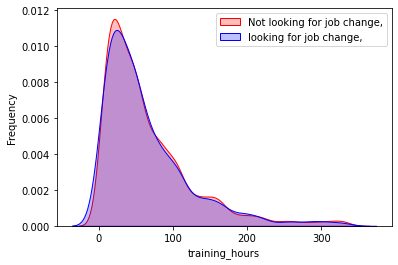 0.012
0.010
0.008
0.006
0.004
0.002
0.000
Frequency
Not looking for job change,
looking for job change,
0
100
200
300
training_hours